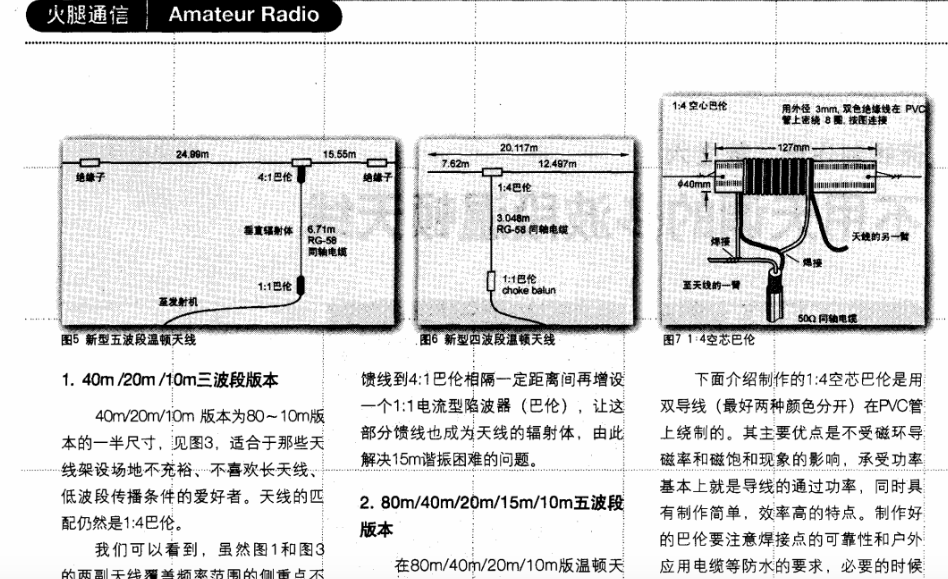 火腿通信 Amateur Radio
24.99m
15.55m
绝缘子
4:1巴伦
绝缘子
垂直辐射体
6.71m
RG-58
同轴电缆
1:1巴伦
至发射机
图5 新型五波段温顿天线
20.117m
7.62m
12.497m
1:4巴伦
3.048m
RG-58 同轴电缆
1:1巴伦
choke balun
图6 新型四波段温顿天线
1:4 空心巴伦
用外径 3mm, 双色绝缘线在 PVC
管上密绕 8 圈, 按图连接
127mm
φ40mm
焊接
焊接
天线的另一臂
至天线的一臂
50Ω 同轴电缆
图7 1:4空芯巴伦
1. 40m /20m /10m三波段版本
40m/20m/10m 版本为80～10m版
本的一半尺寸，见图3，适合于那些天
线架设场地不充裕、不喜欢长天线、
低波段传播条件的爱好者。天线的匹
配仍然是1:4巴伦。
我们可以看到，虽然图1和图3
的两副天线覆盖频率范围的侧重点不
馈线到4:1巴伦相隔一定距离间再增设
一个1:1电流型陷波器（巴伦），让这
部分馈线也成为天线的辐射体，由此
解决15m谐振困难的问题。
2. 80m/40m/20m/15m/10m五波段
版本
在80m/40m/20m/10m版温顿天
下面介绍制作的1:4空芯巴伦是用
双导线（最好两种颜色分开）在PVC管
上绕制的。其主要优点是不受磁环导
磁率和磁饱和现象的影响，承受功率
基本上就是导线的通过功率，同时具
有制作简单，效率高的特点。制作好
的巴伦要注意焊接点的可靠性和户外
应用电缆等防水的要求，必要的时候